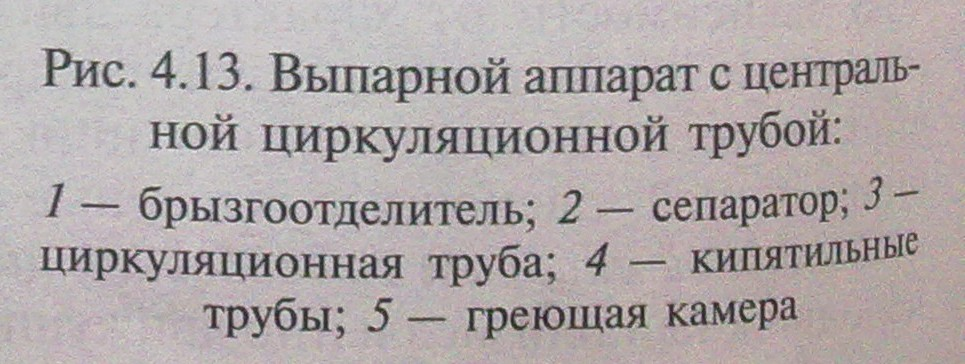 Рис. 4.13. Выпарной аппарат с централь-
ной циркуляционной трубой:
1 — брызгоотделитель; 2 — сепаратор; 3 —
циркуляционная труба; 4 — кипятильные
трубы; 5 — греющая камера